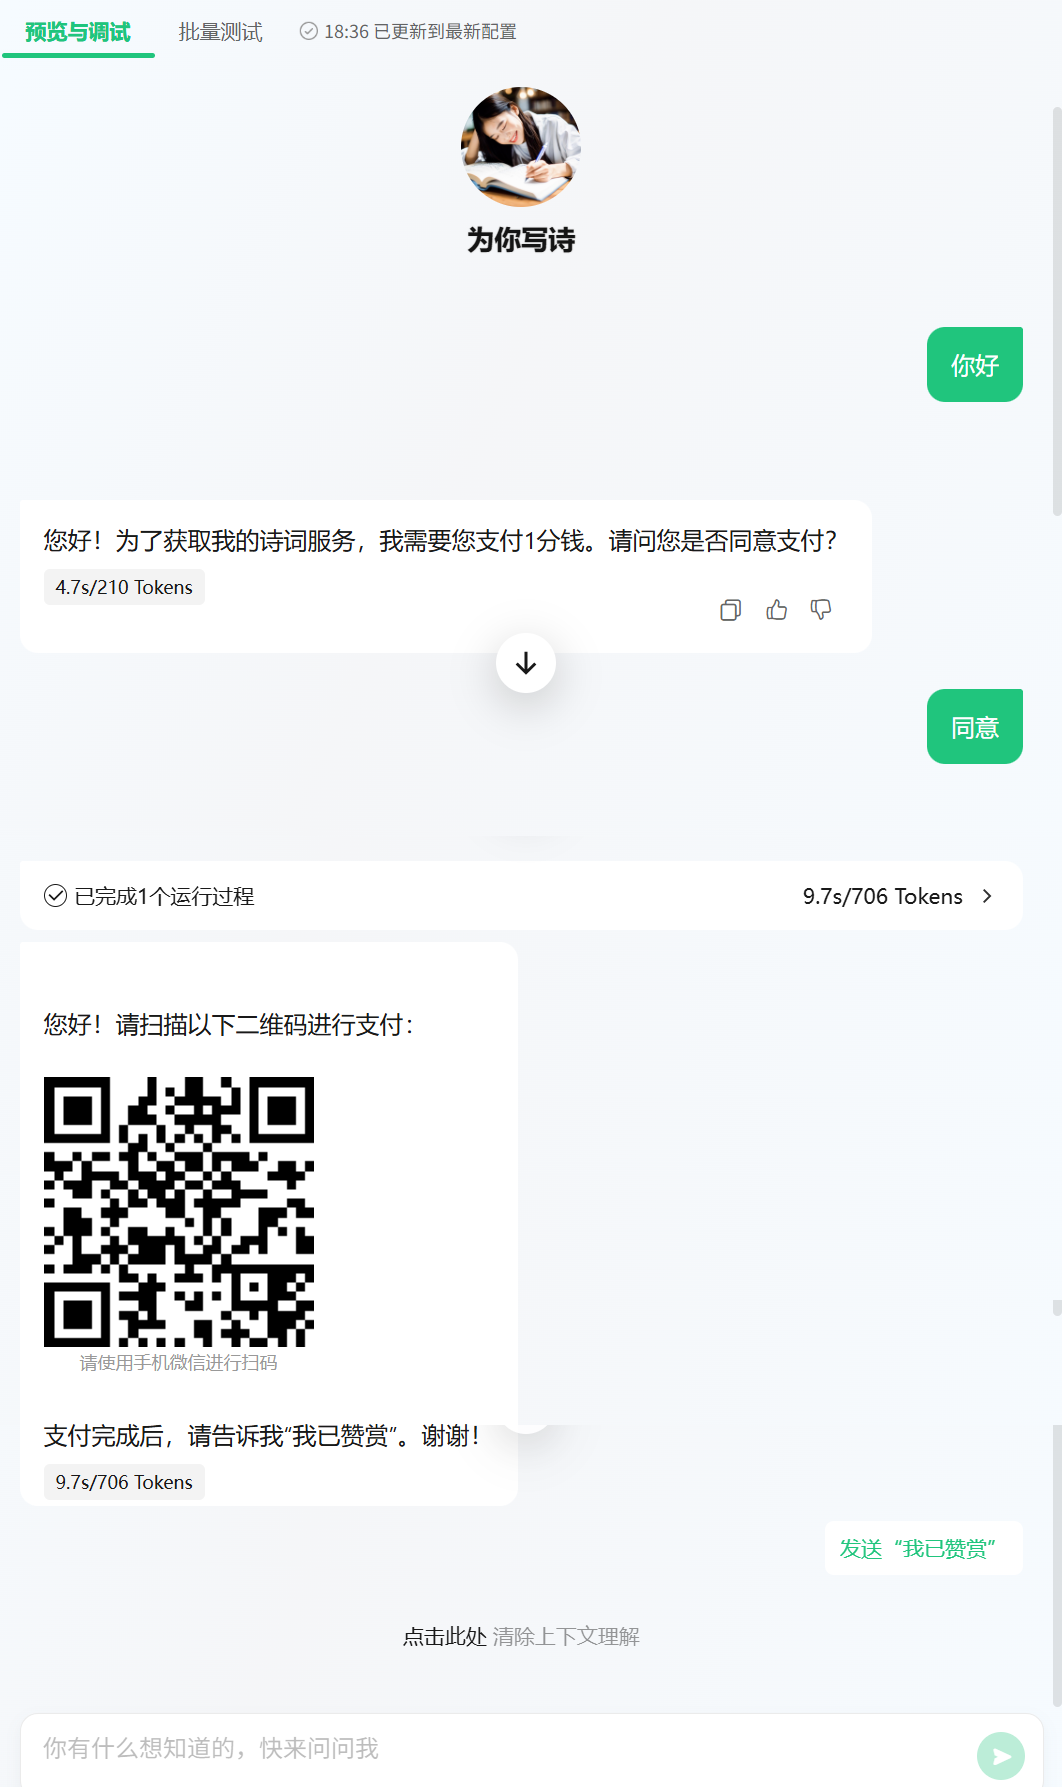 预览与调试
批量测试
18:36 已更新到最新配置
为你写诗
你好
您好！为了获取我的诗词服务，我需要您支付1分钱。请问您是否同意支付？
4.7s/210 Tokens
同意
已完成1个运行过程
9.7s/706 Tokens
您好！请扫描以下二维码进行支付：
请使用手机微信进行扫码
支付完成后，请告诉我“我已赞赏”。谢谢！
9.7s/706 Tokens
发送“我已赞赏”
点击此处 清除上下文理解
你有什么想知道的，快来问问我